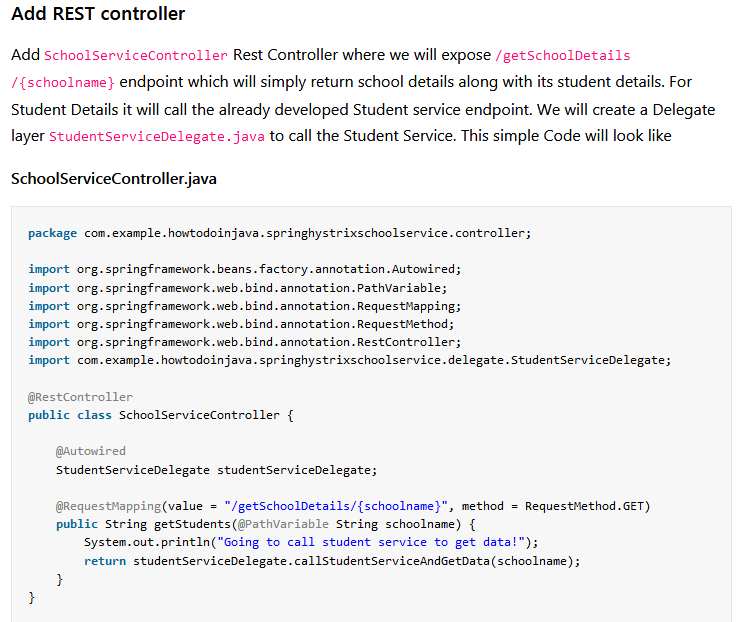 Add REST controller
Add SchoolServiceController Rest Controller where we will expose /getSchoolDetails
/{schoolname} endpoint which will simply return school details along with its student details. For
Student Details it will call the already developed Student service endpoint. We will create a Delegate
layer StudentServiceDelegate.java to call the Student Service. This simple Code will look like
SchoolServiceController.java
package com.example.howtodoinjava.springhystrixschoolservice.controller;
import org.springframework.beans.factory.annotation.Autowired;
import org.springframework.web.bind.annotation.PathVariable;
import org.springframework.web.bind.annotation.RequestMapping;
import org.springframework.web.bind.annotation.RequestMethod;
import org.springframework.web.bind.annotation.RestController;
import com.example.howtodoinjava.springhystrixschoolservice.delegate.StudentServiceDelegate;
@RestController
public class SchoolServiceController {
@Autowired
StudentServiceDelegate studentServiceDelegate;
@RequestMapping(value = "/getSchoolDetails/{schoolname}", method = RequestMethod.GET)
public String getStudents(@PathVariable String schoolname) {
System.out.println("Going to call student service to get data!");
return studentServiceDelegate.callStudentServiceAndGetData(schoolname);
}
}